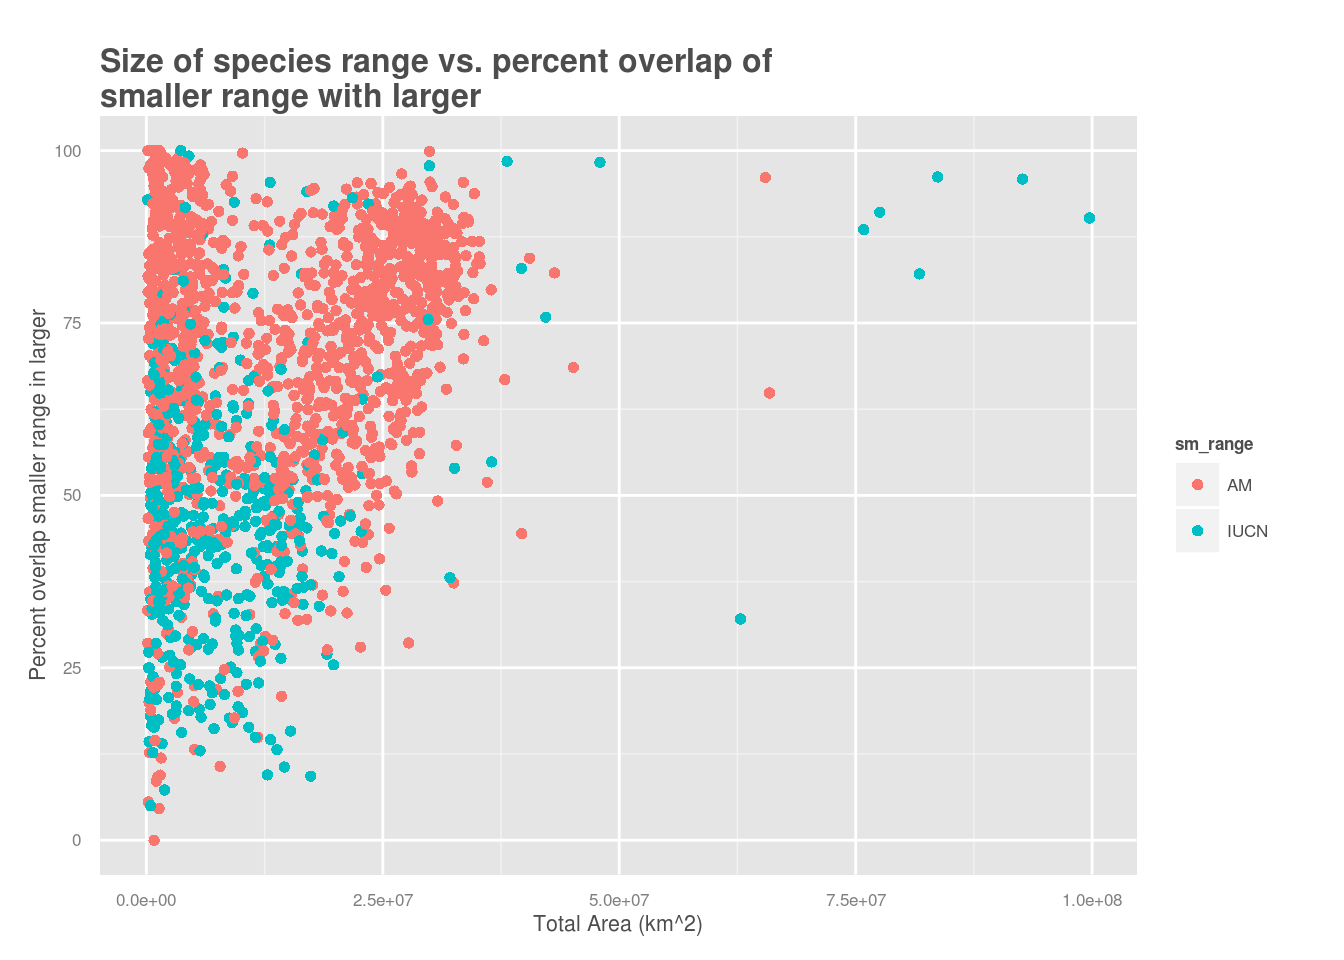 Size of species range vs. percent overlap of
smaller range with larger
Percent overlap smaller range in larger
100
75
50
25
0
0.0e+00
2.5e+07
5.0e+07
7.5e+07
1.0e+08
Total Area (km^2)
sm_range
AM
IUCN